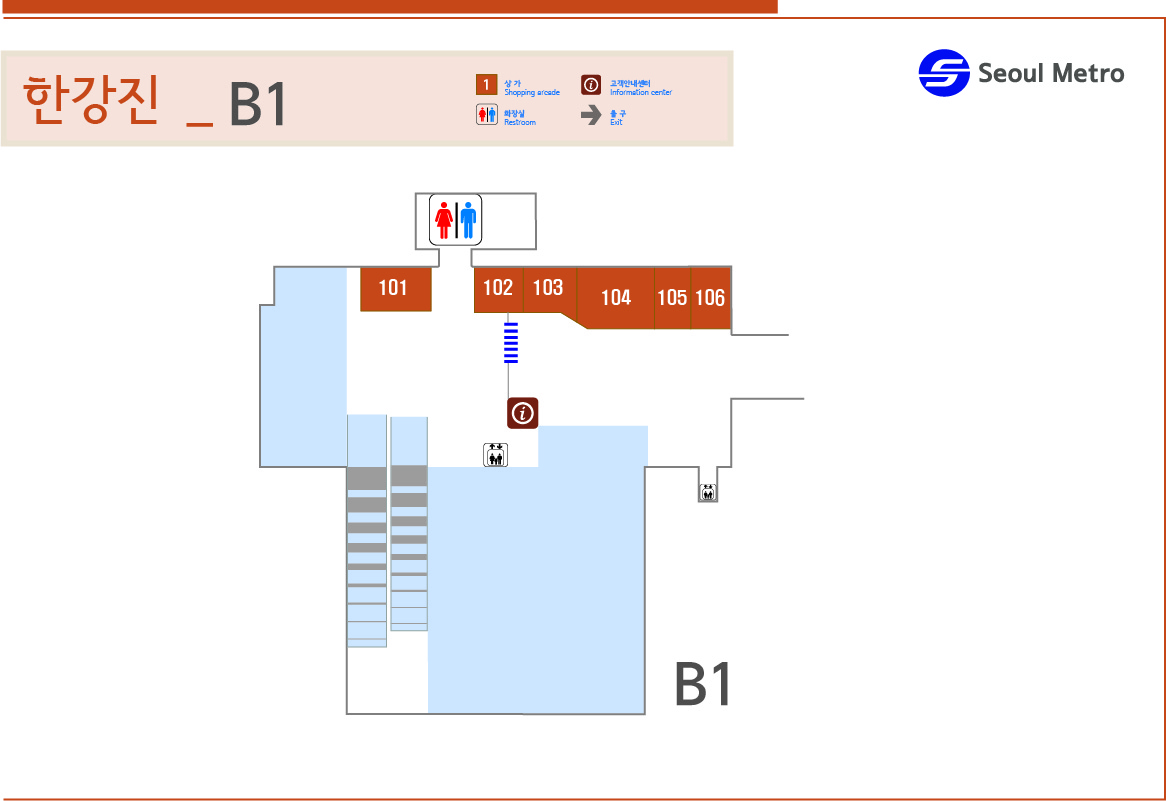 한강진 _ B1
1 상 가
Shopping arcade
고객안내센터
Information center
화장실
Restroom
출 구
Exit
Seoul Metro
101
102
103
104
105
106
B1